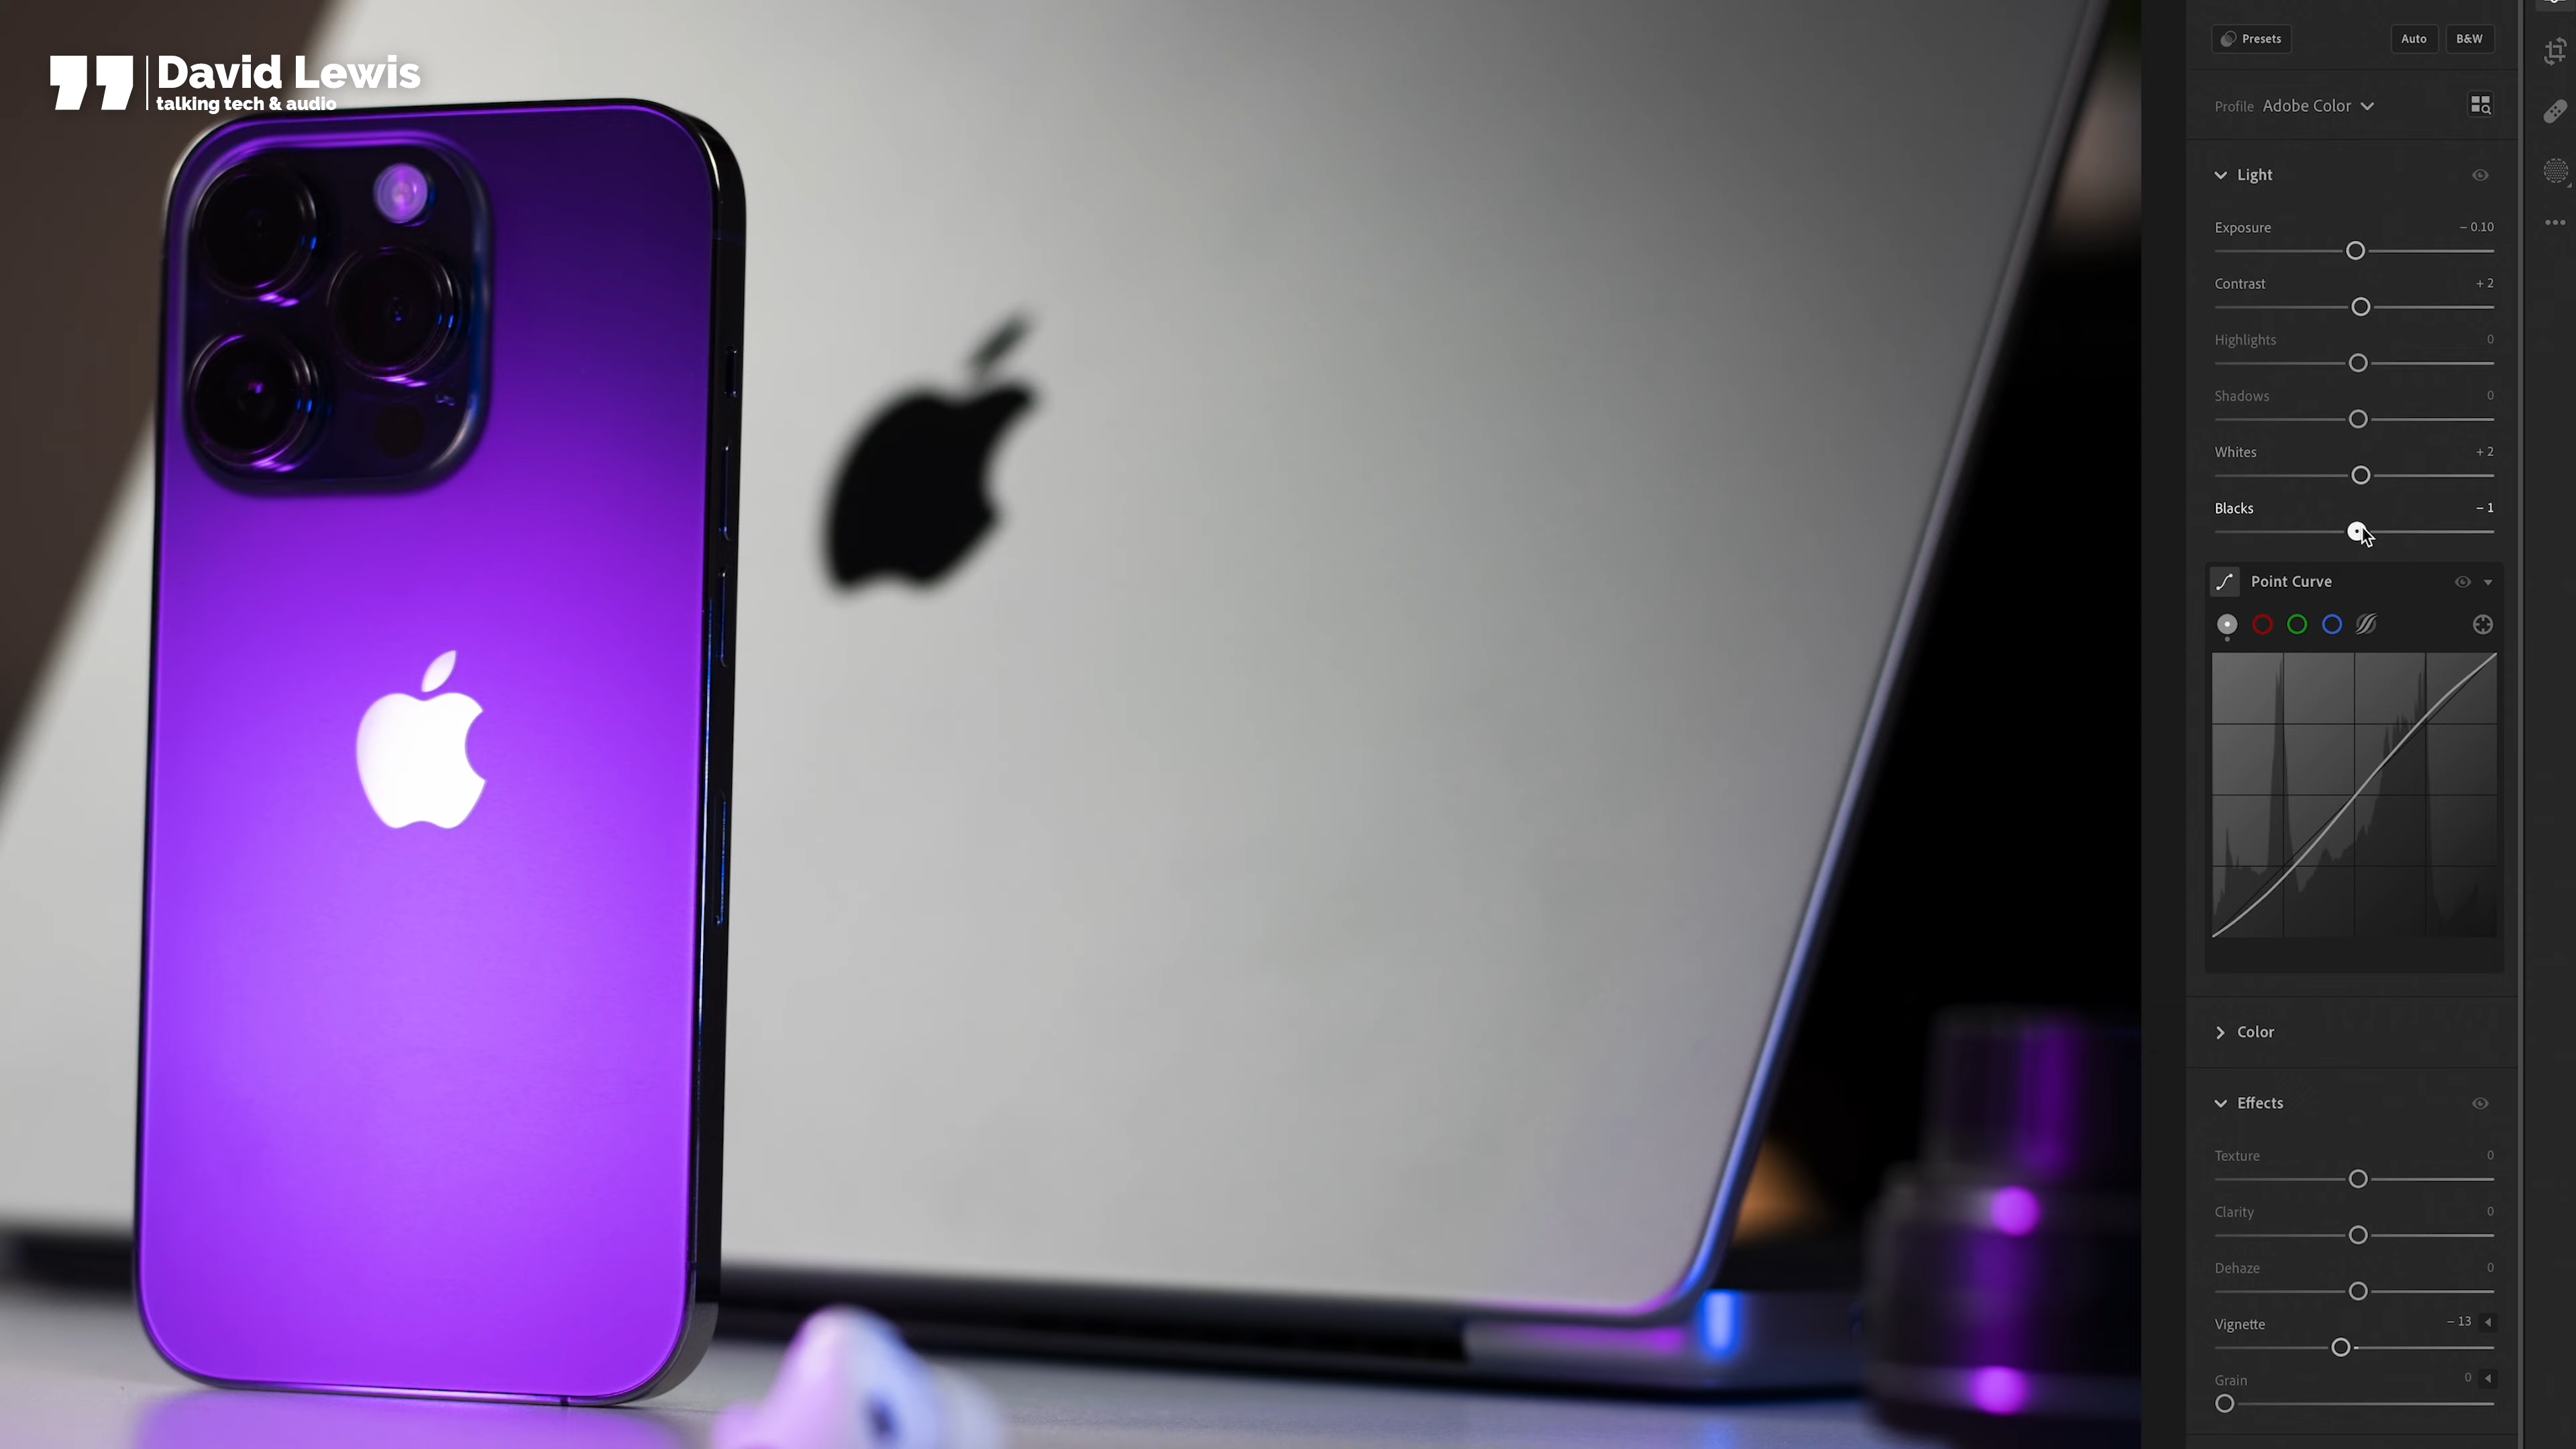 David Lewis
talking tech & audio
Presets
Auto
B&W
Profile Adobe Color
Light
Exposure – 0.10
Contrast + 2
Highlights 0
Shadows 0
Whites + 2
Blacks – 1
Point Curve
Color
Effects
Texture 0
Clarity 0
Dehaze 0
Vignette – 13
Grain 0